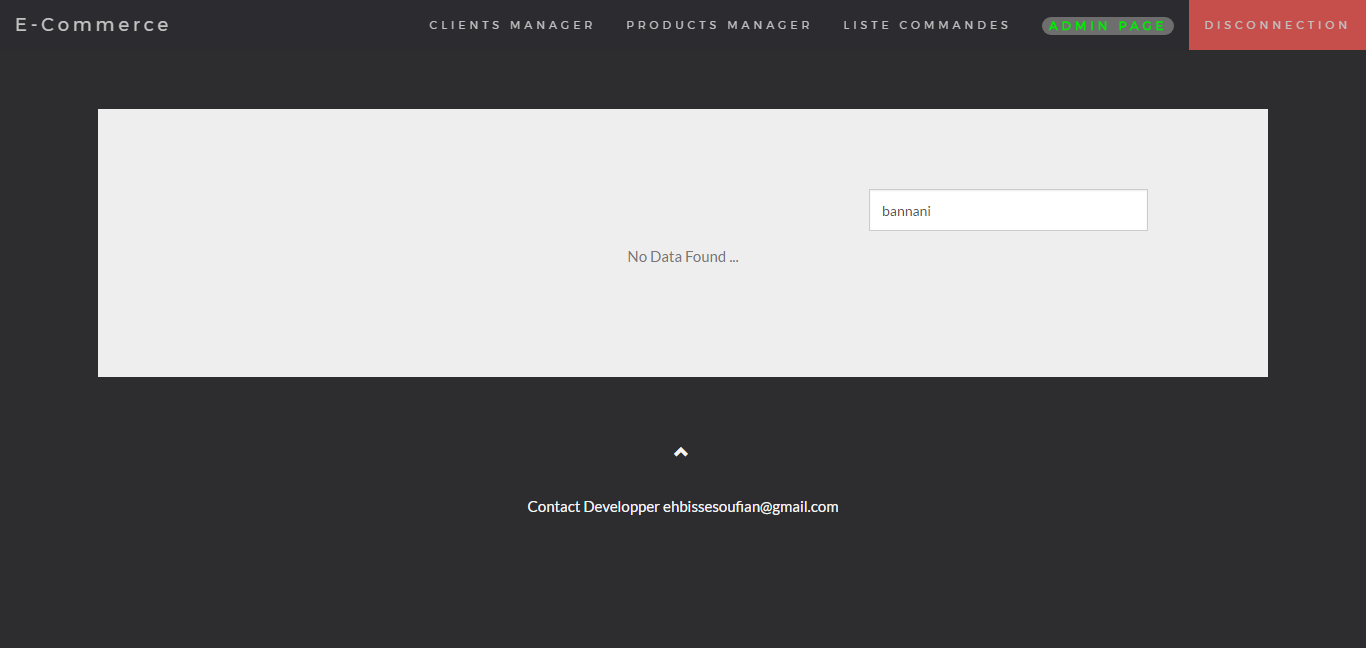 E-Commerce
CLIENTS MANAGER
PRODUCTS MANAGER
LISTE COMMANDES
ADMIN PAGE
DISCONNECTION
bannani
No Data Found ...
Contact Developper ehbissesoufian@gmail.com